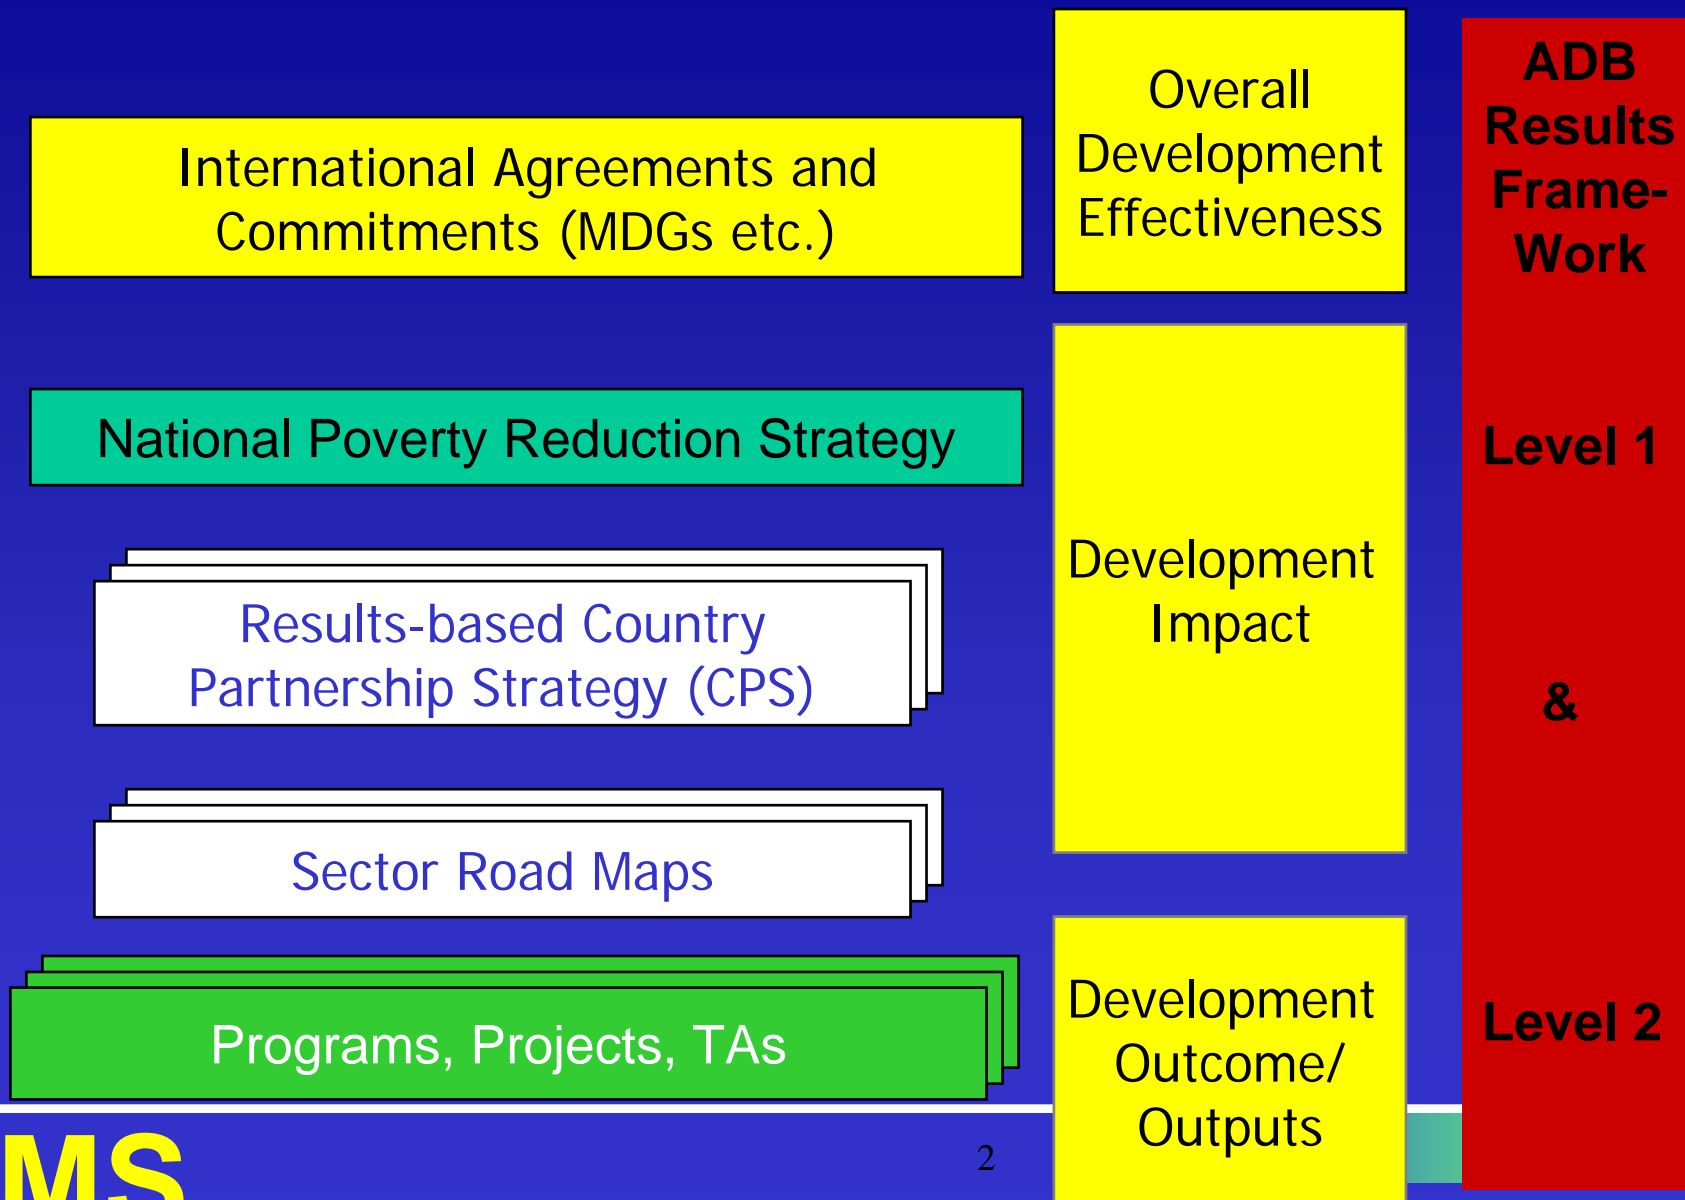 International Agreements and
Commitments (MDGs etc.)
National Poverty Reduction Strategy
Results-based Country
Partnership Strategy (CPS)
Sector Road Maps
Programs, Projects, TAs
Overall
Development
Effectiveness
Development
Impact
Development
Outcome/
Outputs
ADB
Results
Frame-
Work
Level 1
&
Level 2
MS
2